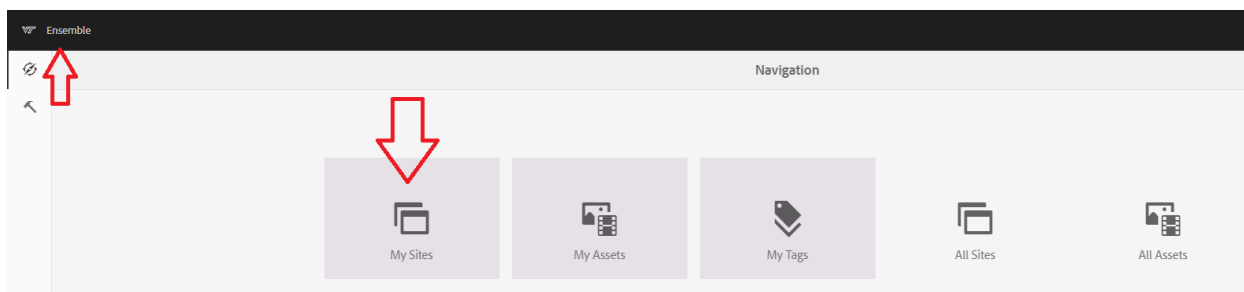 Ensemble
Navigation
My Sites
My Assets
My Tags
All Sites
All Assets